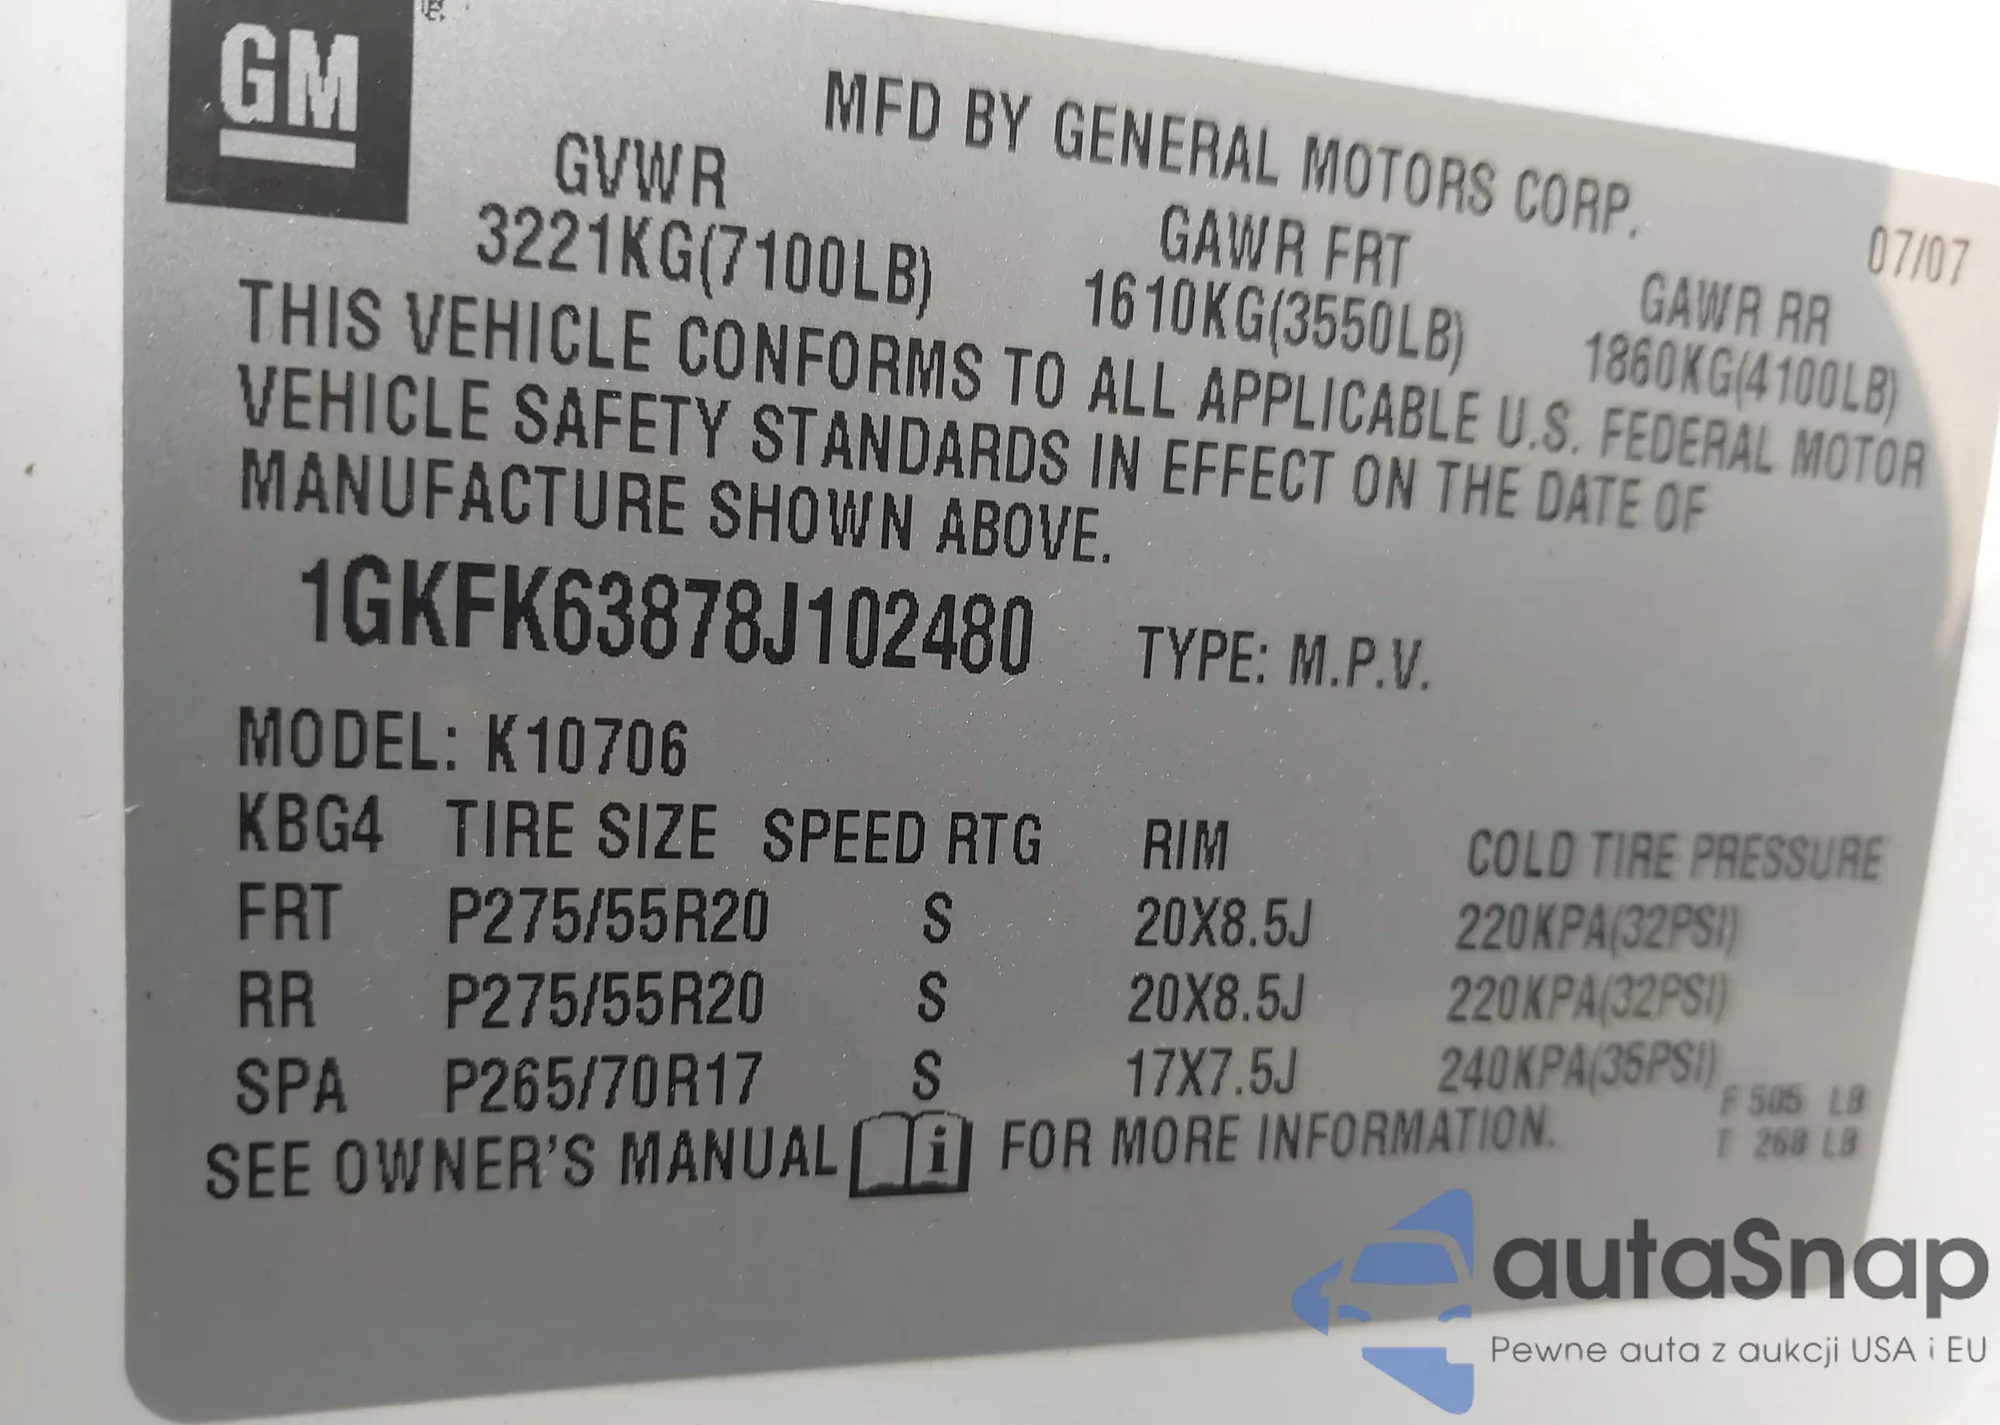 GM
MFD BY GENERAL MOTORS CORP.
07/07
GVWR
GAWR FRT
GAWR RR
3221KG(7100LB)
1610KG(3550LB)
1860KG(4100LB)
THIS VEHICLE CONFORMS TO ALL APPLICABLE U.S. FEDERAL MOTOR
VEHICLE SAFETY STANDARDS IN EFFECT ON THE DATE OF
MANUFACTURE SHOWN ABOVE.
1GKFK63878J102480
TYPE: M.P.V.
MODEL: K10706
KBG4 TIRE SIZE SPEED RTG RIM COLD TIRE PRESSURE
FRT P275/55R20 S 20X8.5J 220KPA(32PSI)
RR P275/55R20 S 20X8.5J 220KPA(32PSI)
SPA P265/70R17 S 17X7.5J 240KPA(35PSI)
F 505 LB
T 268 LB
SEE OWNER'S MANUAL i FOR MORE INFORMATION.
autaSnap
Pewne auta z aukcji USA i EU